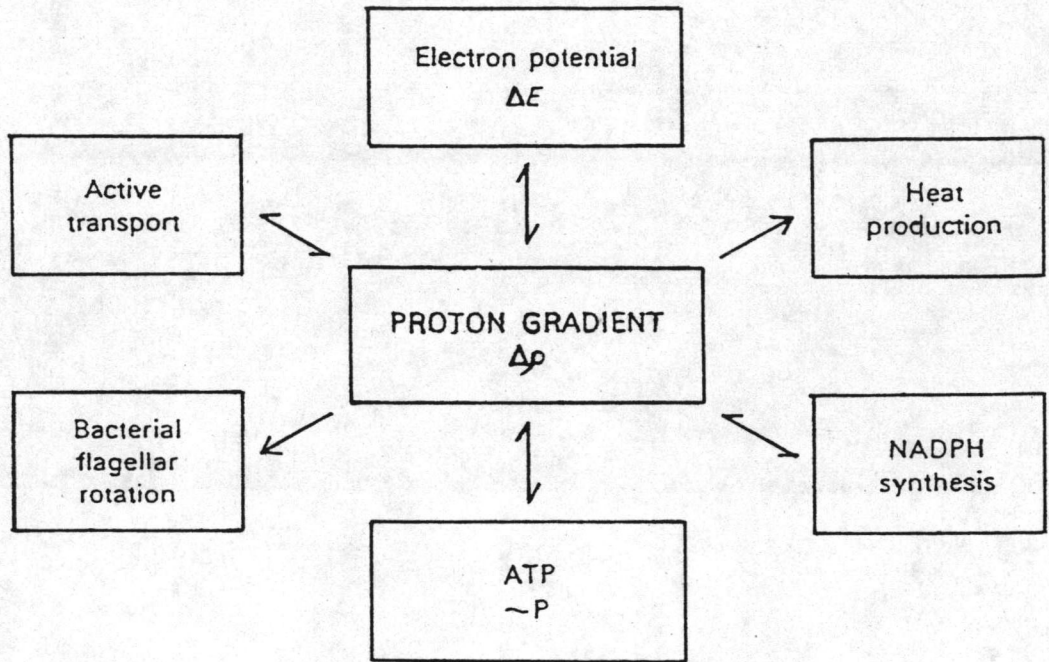 Electron potential
ΔE
Active
transport
Heat
production
PROTON GRADIENT
Δp
Bacterial
flagellar
rotation
NADPH
synthesis
ATP
~P